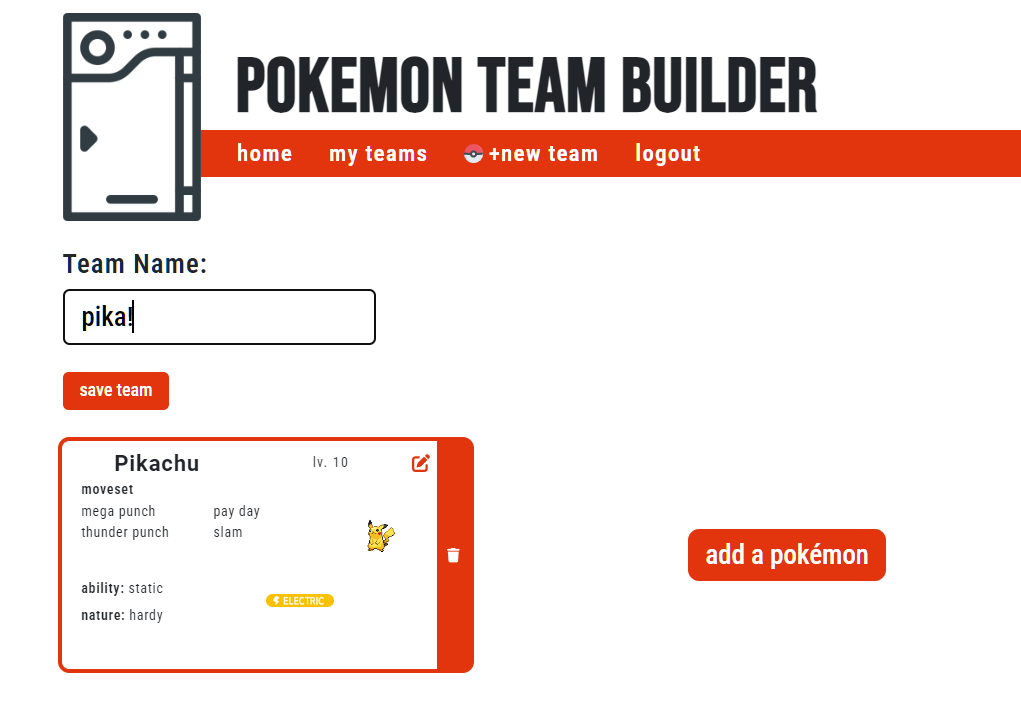 POKEMON TEAM BUILDER
home my teams +new team logout
Team Name:
pika!
save team
Pikachu lv. 10
moveset
mega punch pay day
thunder punch slam
ability: static
ELECTRIC
nature: hardy
add a pokémon